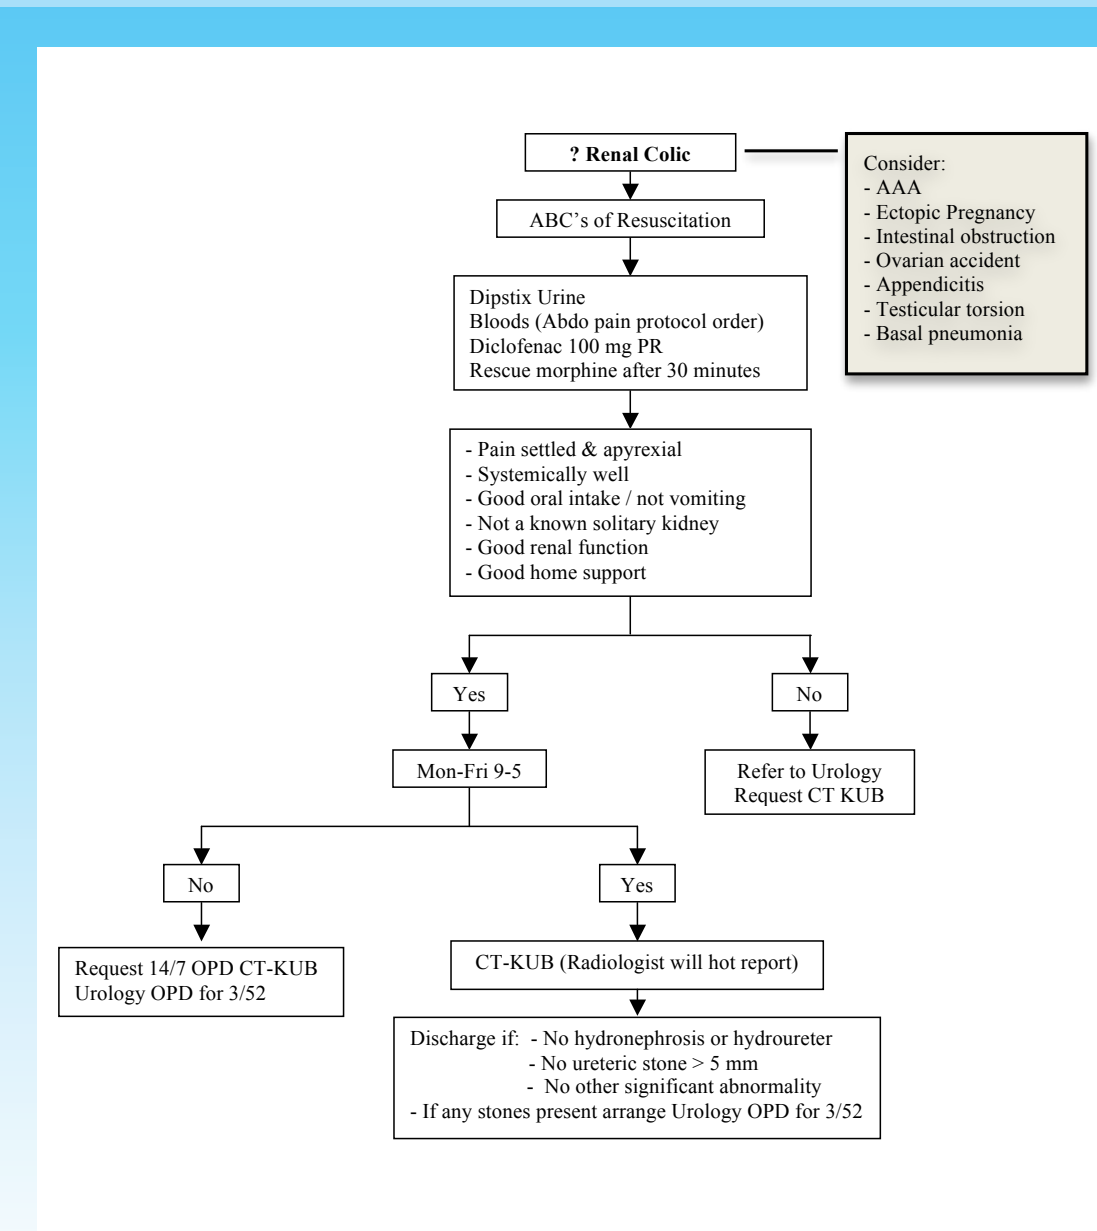 ? Renal Colic
Consider:
- AAA
- Ectopic Pregnancy
- Intestinal obstruction
- Ovarian accident
- Appendicitis
- Testicular torsion
- Basal pneumonia
ABC's of Resuscitation
Dipstix Urine
Bloods (Abdo pain protocol order)
Diclofenac 100 mg PR
Rescue morphine after 30 minutes
- Pain settled & apyrexial
- Systemically well
- Good oral intake / not vomiting
- Not a known solitary kidney
- Good renal function
- Good home support
Yes
No
Mon-Fri 9-5
Refer to Urology
Request CT KUB
No
Yes
Request 14/7 OPD CT-KUB
Urology OPD for 3/52
CT-KUB (Radiologist will hot report)
Discharge if: - No hydronephrosis or hydroureter
- No ureteric stone > 5 mm
- No other significant abnormality
- If any stones present arrange Urology OPD for 3/52